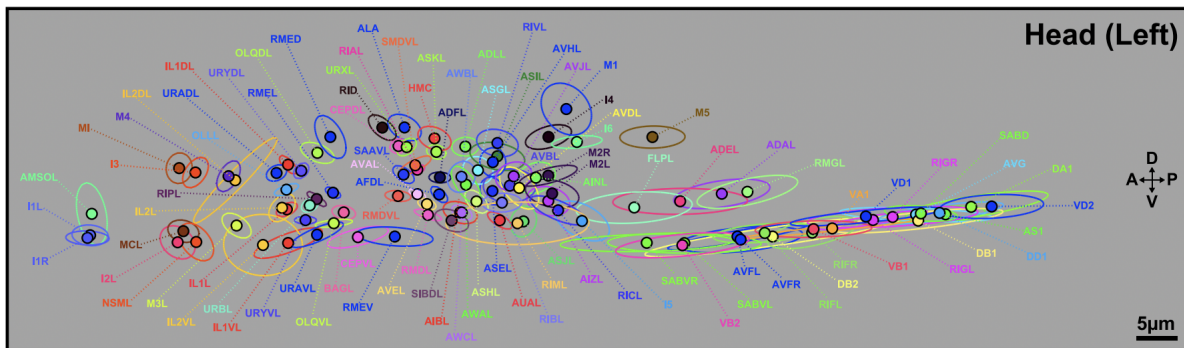 Head (Left)
RMED
ALA
RIVL
OLQDL
RIAL
SMDVL
ADLL
AVHL
IL1DL
URXL
ASKL
AWBL
ASIL
AVJL
M1
URYDL
RMEL
RID
HMC
ASGL
I4
IL2DL
URADL
CEPDL
ADFL
AVDL
M5
M4
I6
MI
OLLL
SAAVL
AVBL
M2R
FLPL
ADEL
ADAL
SABD
I3
AVAL
M2L
RMGL
RIGR
AVG
DA1
AMSOL
RIPL
AFDL
AINL
VA1
VD1
D
A
P
V
I1L
IL2L
RMDVL
VD2
MCL
AS1
I1R
I2L
CEPVL
RMDL
ASEL
ASJL
AIZL
SABVR
AVFL
RIFR
VB1
RIGL
DB1
DD1
NSML
M3L
IL1L
URBL
URAVL
BAGL
AVEL
SIBDL
ASHL
RIML
RICL
I5
SABVL
AVFR
DB2
IL2VL
IL1VL
URYVL
OLQVL
RMEV
AIBL
AWAL
AUAL
RIBL
VB2
RIFL
AWCL
5μm